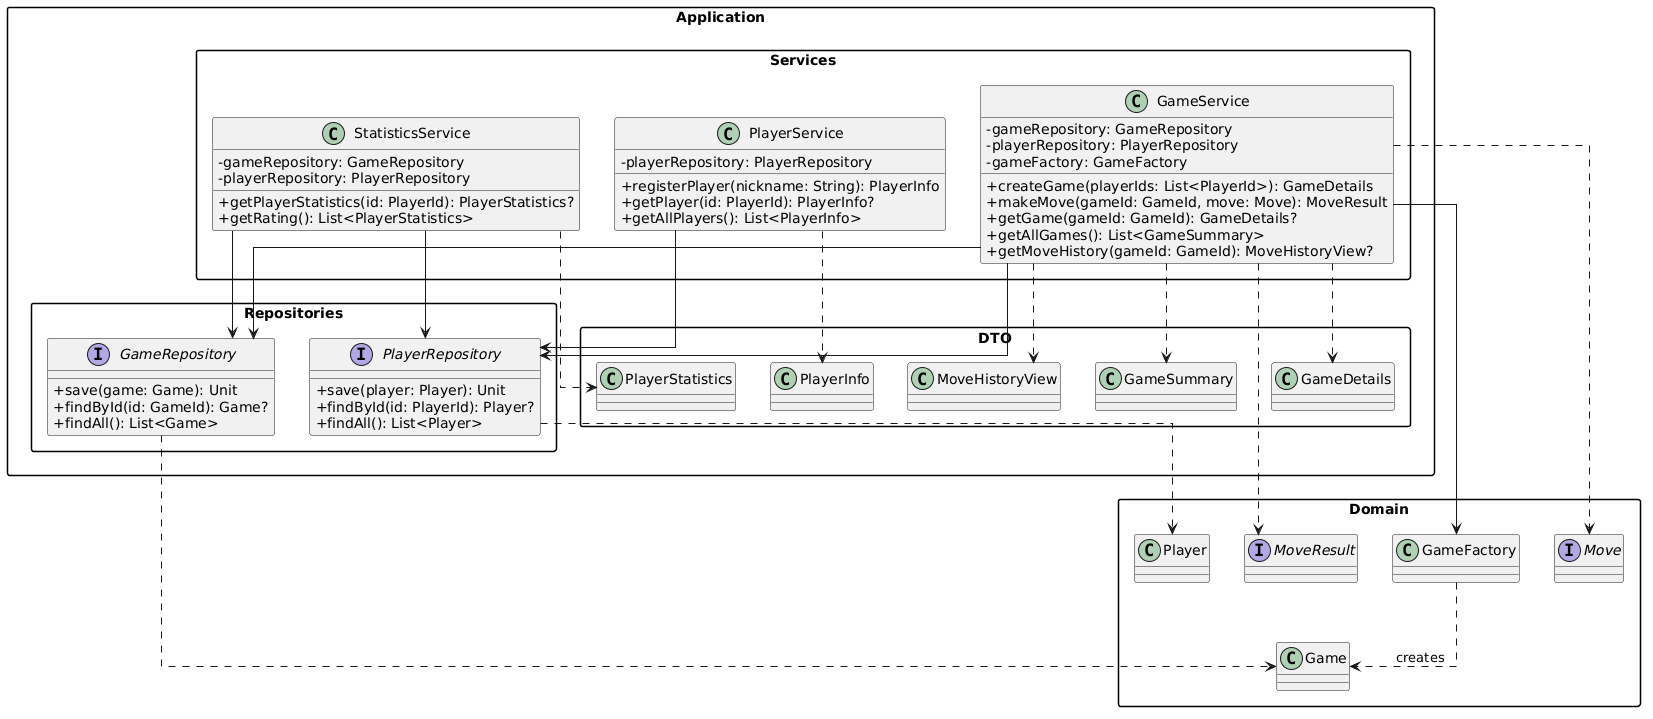 Application
Services
C StatisticsService
-gameRepository: GameRepository
-playerRepository: PlayerRepository
+getPlayerStatistics(id: PlayerId): PlayerStatistics?
+getRating(): List<PlayerStatistics>
C PlayerService
-playerRepository: PlayerRepository
+registerPlayer(nickname: String): PlayerInfo
+getPlayer(id: PlayerId): PlayerInfo?
+getAllPlayers(): List<PlayerInfo>
C GameService
-gameRepository: GameRepository
-playerRepository: PlayerRepository
-gameFactory: GameFactory
+createGame(playerIds: List<PlayerId>): GameDetails
+makeMove(gameId: GameId, move: Move): MoveResult
+getGame(gameId: GameId): GameDetails?
+getAllGames(): List<GameSummary>
+getMoveHistory(gameId: GameId): MoveHistoryView?
Repositories
I GameRepository
+save(game: Game): Unit
+findById(id: GameId): Game?
+findAll(): List<Game>
I PlayerRepository
+save(player: Player): Unit
+findById(id: PlayerId): Player?
+findAll(): List<Player>
DTO
C PlayerStatistics
C PlayerInfo
C MoveHistoryView
C GameSummary
C GameDetails
Domain
C Player
I MoveResult
C GameFactory
I Move
C Game
creates